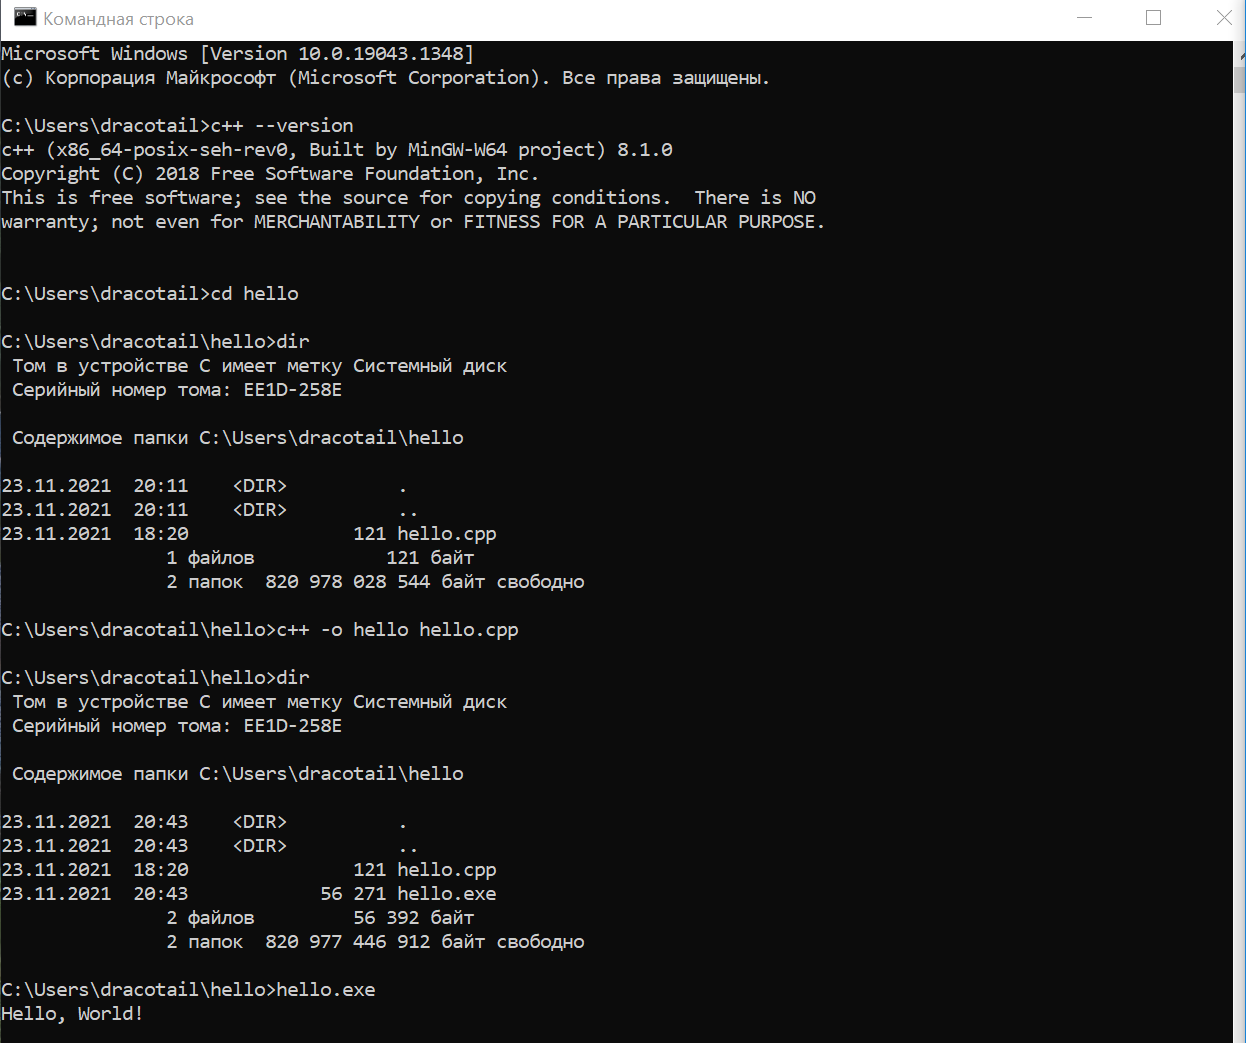 Командная строка
Microsoft Windows [Version 10.0.19043.1348]
(c) Корпорация Майкрософт (Microsoft Corporation). Все права защищены.
C:\Users\dracotail>c++ --version
c++ (x86_64-posix-seh-rev0, Built by MinGW-W64 project) 8.1.0
Copyright (C) 2018 Free Software Foundation, Inc.
This is free software; see the source for copying conditions.  There is NO
warranty; not even for MERCHANTABILITY or FITNESS FOR A PARTICULAR PURPOSE.
C:\Users\dracotail>cd hello
C:\Users\dracotail\hello>dir
Том в устройстве C имеет метку Системный диск
Серийный номер тома: EE1D-258E
Содержимое папки C:\Users\dracotail\hello
23.11.2021  20:11    <DIR>          .
23.11.2021  20:11    <DIR>          ..
23.11.2021  18:20               121 hello.cpp
1 файлов            121 байт
2 папок  820 978 028 544 байт свободно
C:\Users\dracotail\hello>c++ -o hello hello.cpp
C:\Users\dracotail\hello>dir
Том в устройстве C имеет метку Системный диск
Серийный номер тома: EE1D-258E
Содержимое папки C:\Users\dracotail\hello
23.11.2021  20:43    <DIR>          .
23.11.2021  20:43    <DIR>          ..
23.11.2021  18:20               121 hello.cpp
23.11.2021  20:43            56 271 hello.exe
2 файлов         56 392 байт
2 папок  820 977 446 912 байт свободно
C:\Users\dracotail\hello>hello.exe
Hello, World!